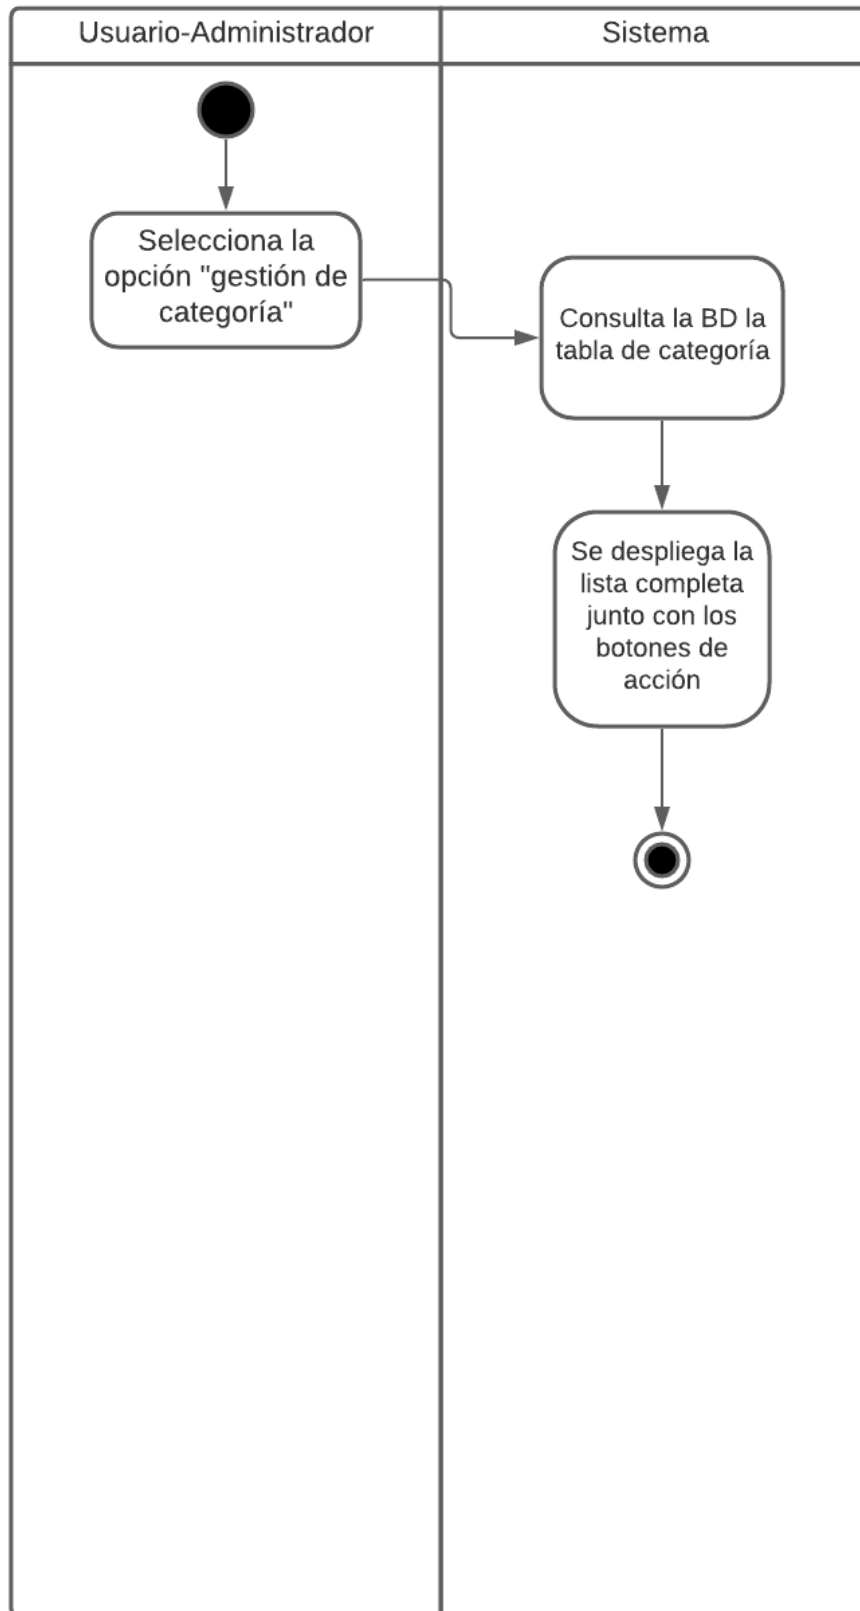 Usuario-Administrador
Sistema
Selecciona la
opción "gestión de
categoría"
Consulta la BD la
tabla de categoría
Se despliega la
lista completa
junto con los
botones de
acción